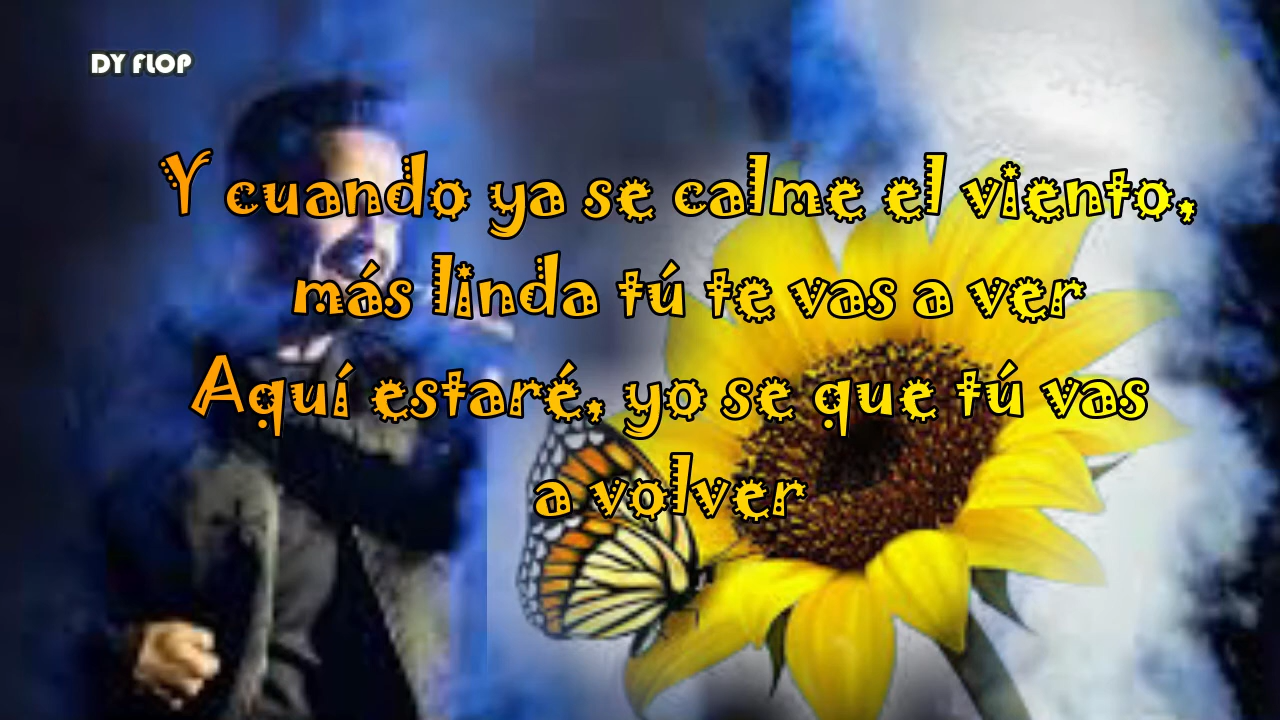 DY FLOP
Y cuando ya se calme el viento,
más linda tú te vas a ver
Aquí estaré, yo se que tú vas
a volver